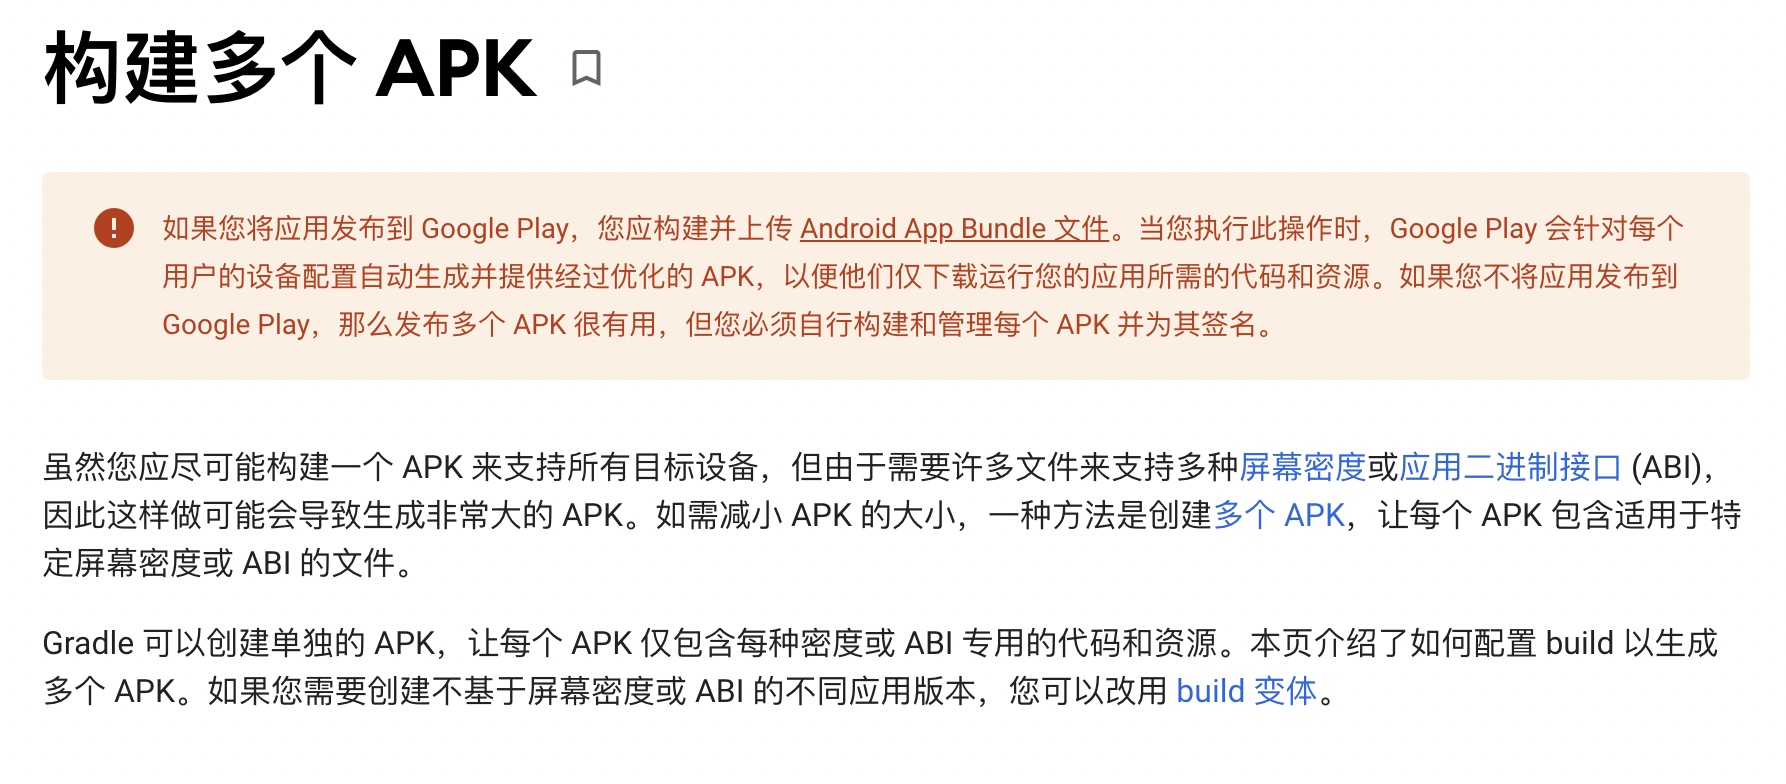 构建多个 APK
如果您将应用发布到 Google Play，您应构建并上传 Android App Bundle 文件。当您执行此操作时，Google Play 会针对每个
用户的设备配置自动生成并提供经过优化的 APK，以便他们仅下载运行您的应用所需的代码和资源。如果您不将应用发布到
Google Play，那么发布多个 APK 很有用，但您必须自行构建和管理每个 APK 并为其签名。
虽然您应尽可能构建一个 APK 来支持所有目标设备，但由于需要许多文件来支持多种屏幕密度或应用二进制接口 (ABI)，
因此这样做可能会导致生成非常大的 APK。如需减小 APK 的大小，一种方法是创建多个 APK，让每个 APK 包含适用于特
定屏幕密度或 ABI 的文件。
Gradle 可以创建单独的 APK，让每个 APK 仅包含每种密度或 ABI 专用的代码和资源。本页介绍了如何配置 build 以生成
多个 APK。如果您需要创建不基于屏幕密度或 ABI 的不同应用版本，您可以改用 build 变体。